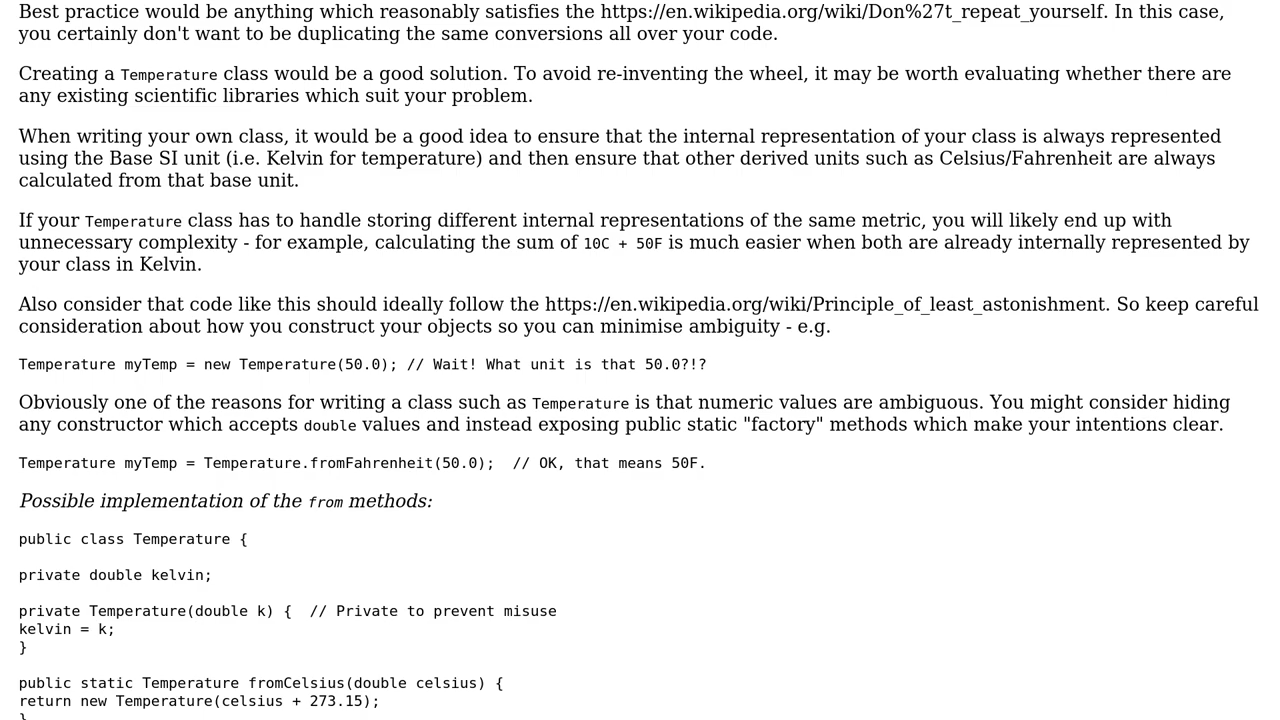 Best practice would be anything which reasonably satisfies the https://en.wikipedia.org/wiki/Don%27t_repeat_yourself. In this case,
you certainly don't want to be duplicating the same conversions all over your code.
Creating a Temperature class would be a good solution. To avoid re-inventing the wheel, it may be worth evaluating whether there are
any existing scientific libraries which suit your problem.
When writing your own class, it would be a good idea to ensure that the internal representation of your class is always represented
using the Base SI unit (i.e. Kelvin for temperature) and then ensure that other derived units such as Celsius/Fahrenheit are always
calculated from that base unit.
If your Temperature class has to handle storing different internal representations of the same metric, you will likely end up with
unnecessary complexity - for example, calculating the sum of 10C + 50F is much easier when both are already internally represented by
your class in Kelvin.
Also consider that code like this should ideally follow the https://en.wikipedia.org/wiki/Principle_of_least_astonishment. So keep careful
consideration about how you construct your objects so you can minimise ambiguity - e.g.
Temperature myTemp = new Temperature(50.0); // Wait! What unit is that 50.0?!?
Obviously one of the reasons for writing a class such as Temperature is that numeric values are ambiguous. You might consider hiding
any constructor which accepts double values and instead exposing public static "factory" methods which make your intentions clear.
Temperature myTemp = Temperature.fromFahrenheit(50.0);  // OK, that means 50F.
Possible implementation of the from methods:
public class Temperature {
private double kelvin;
private Temperature(double k) {  // Private to prevent misuse
kelvin = k;
}
public static Temperature fromCelsius(double celsius) {
return new Temperature(celsius + 273.15);
}